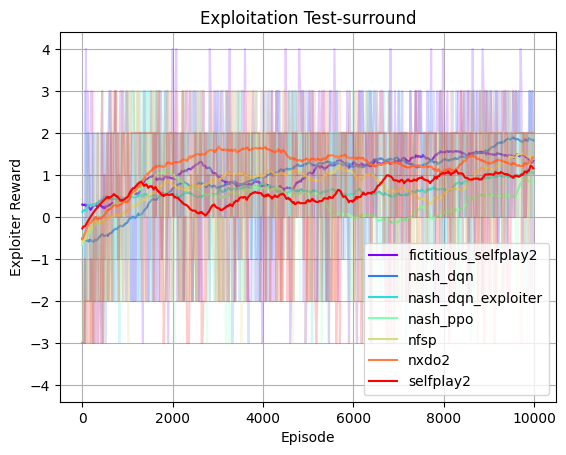 Exploitation Test-surround
Exploiter Reward
4
3
2
1
0
−1
−2
−3
−4
0
2000
4000
6000
8000
10000
Episode
fictitious_selfplay2
nash_dqn
nash_dqn_exploiter
nash_ppo
nfsp
nxdo2
selfplay2